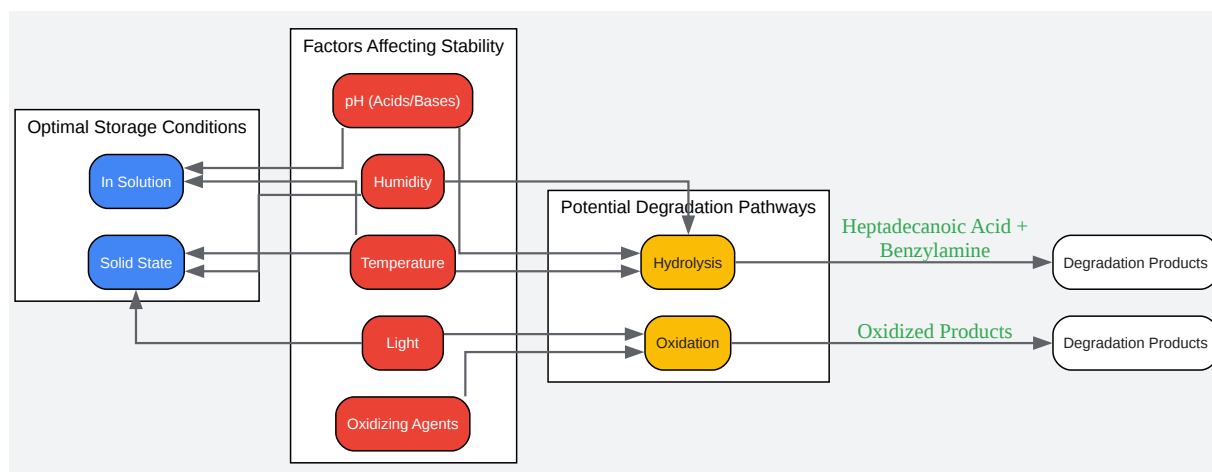 Factors Affecting Stability
pH (Acids/Bases)
Optimal Storage Conditions
In Solution
Humidity
Potential Degradation Pathways
Heptadecanoic Acid +
Benzylamine
Solid State
Temperature
Hydrolysis
Degradation Products
Light
Oxidation
Oxidized Products
Degradation Products
Oxidizing Agents